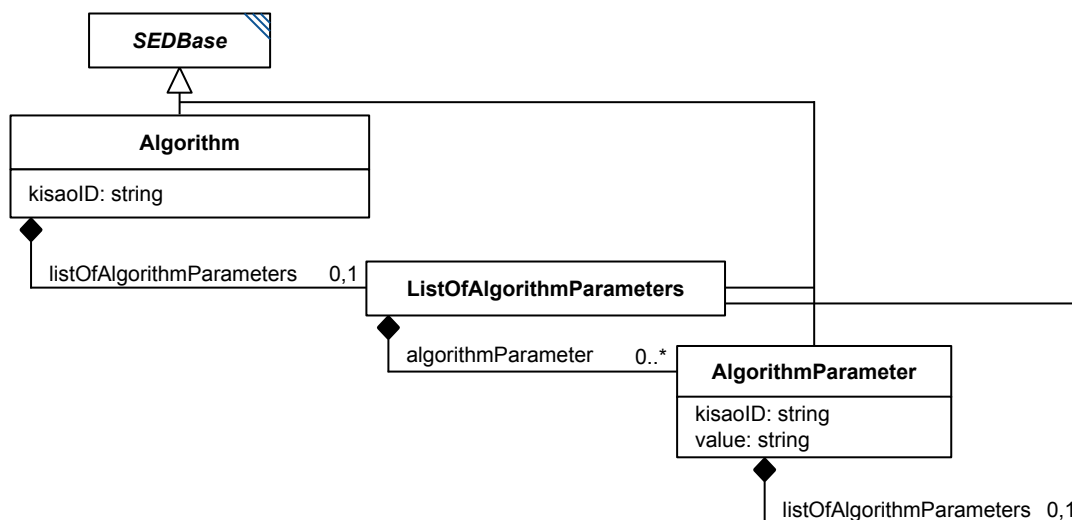 SEDBase
Algorithm
kisaoID: string
listOfAlgorithmParameters 0,1
ListOfAlgorithmParameters
algorithmParameter 0..*
AlgorithmParameter
kisaoID: string
value: string
listOfAlgorithmParameters 0,1